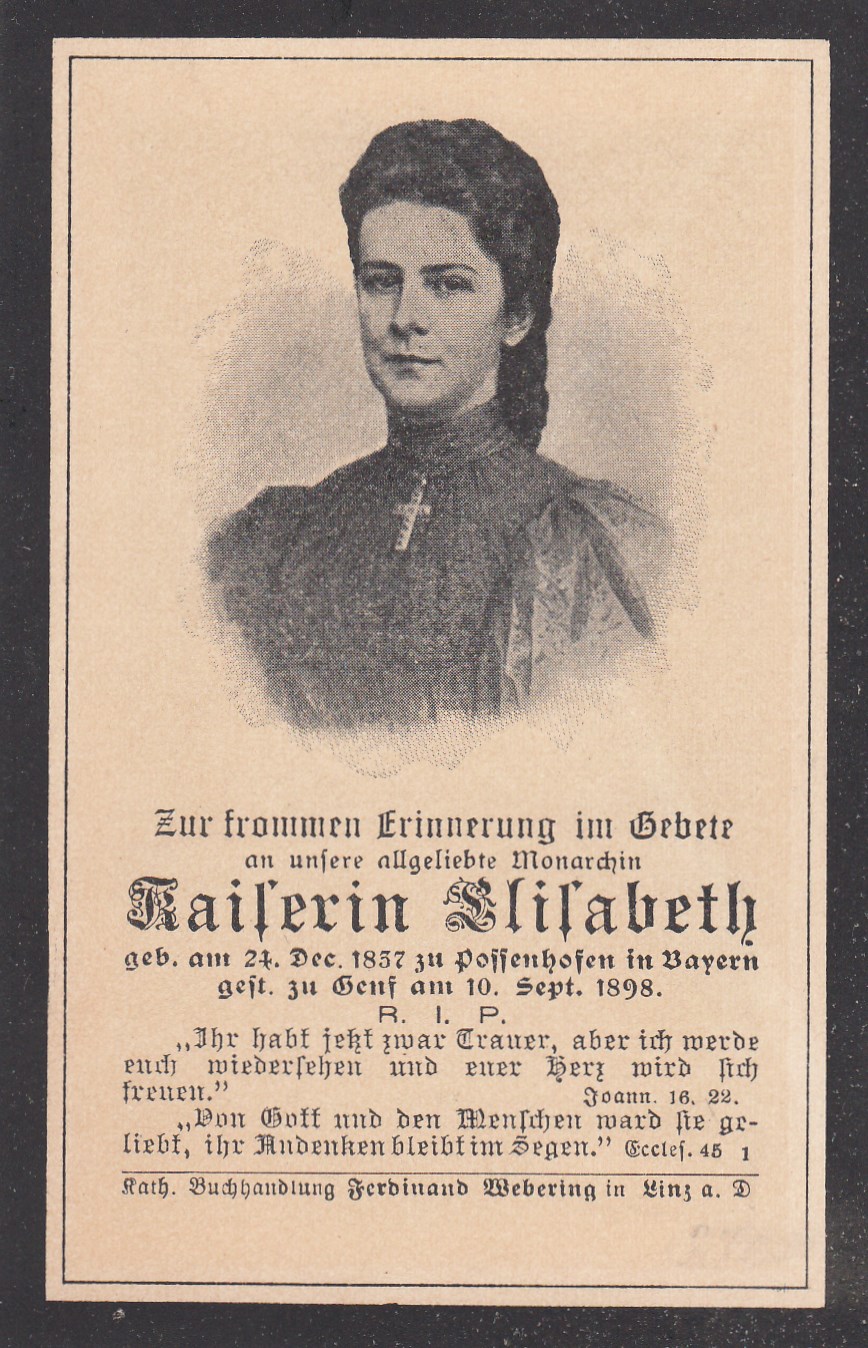 Zur frommen Erinnerung im Gebete
an unſere allgeliebte Monarchin
Kaiſerin Eliſabeth
geb. am 24. Dec. 1837 zu Poſſenhofen in Bayern
geſt. zu Genf am 10. Sept. 1898.
R. I. P.
„Ihr habt jetzt zwar Trauer, aber ich werde
euch wiederſehen und euer Herz wird ſich
freuen.” Joann. 16. 22.
„Von Gott und den Menſchen ward ſie ge-
liebt, ihr Andenken bleibt im Segen.” Eccleſ. 45 1
Kath. Buchhandlung Ferdinand Webering in Linz a. D